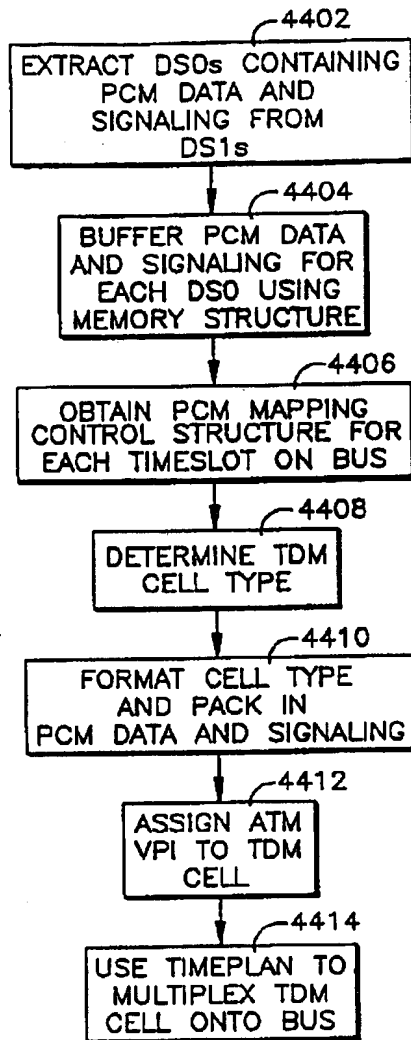 4402
EXTRACT DS0s CONTAINING
PCM DATA AND
SIGNALING FROM
DS1s
4404
BUFFER PCM DATA
AND SIGNALING FOR
EACH DS0 USING
MEMORY STRUCTURE
4406
OBTAIN PCM MAPPING
CONTROL STRUCTURE FOR
EACH TIMESLOT ON BUS
4408
DETERMINE TDM
CELL TYPE
4410
FORMAT CELL TYPE
AND PACK IN
PCM DATA AND SIGNALING
4412
ASSIGN ATM
VPI TO TDM
CELL
4414
USE TIMEPLAN TO
MULTIPLEX TDM
CELL ONTO BUS